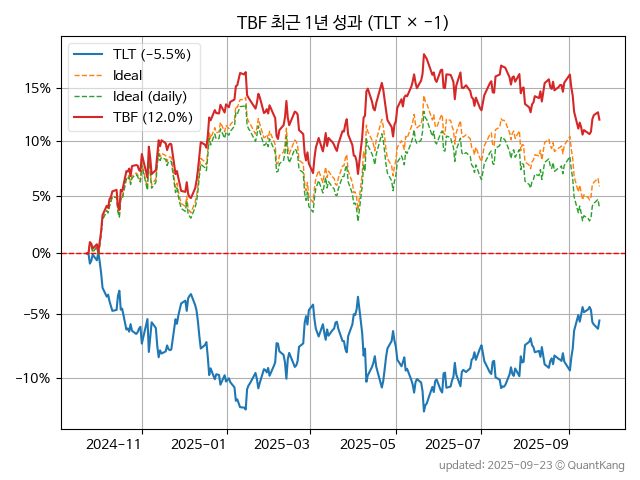 TBF 최근 1년 성과 (TLT × −1)
TLT (−5.5%)
Ideal
Ideal (daily)
TBF (12.0%)
15%
10%
5%
0%
−5%
−10%
2024-11 2025-01 2025-03 2025-05 2025-07 2025-09
updated: 2025-09-23 © QuantKang